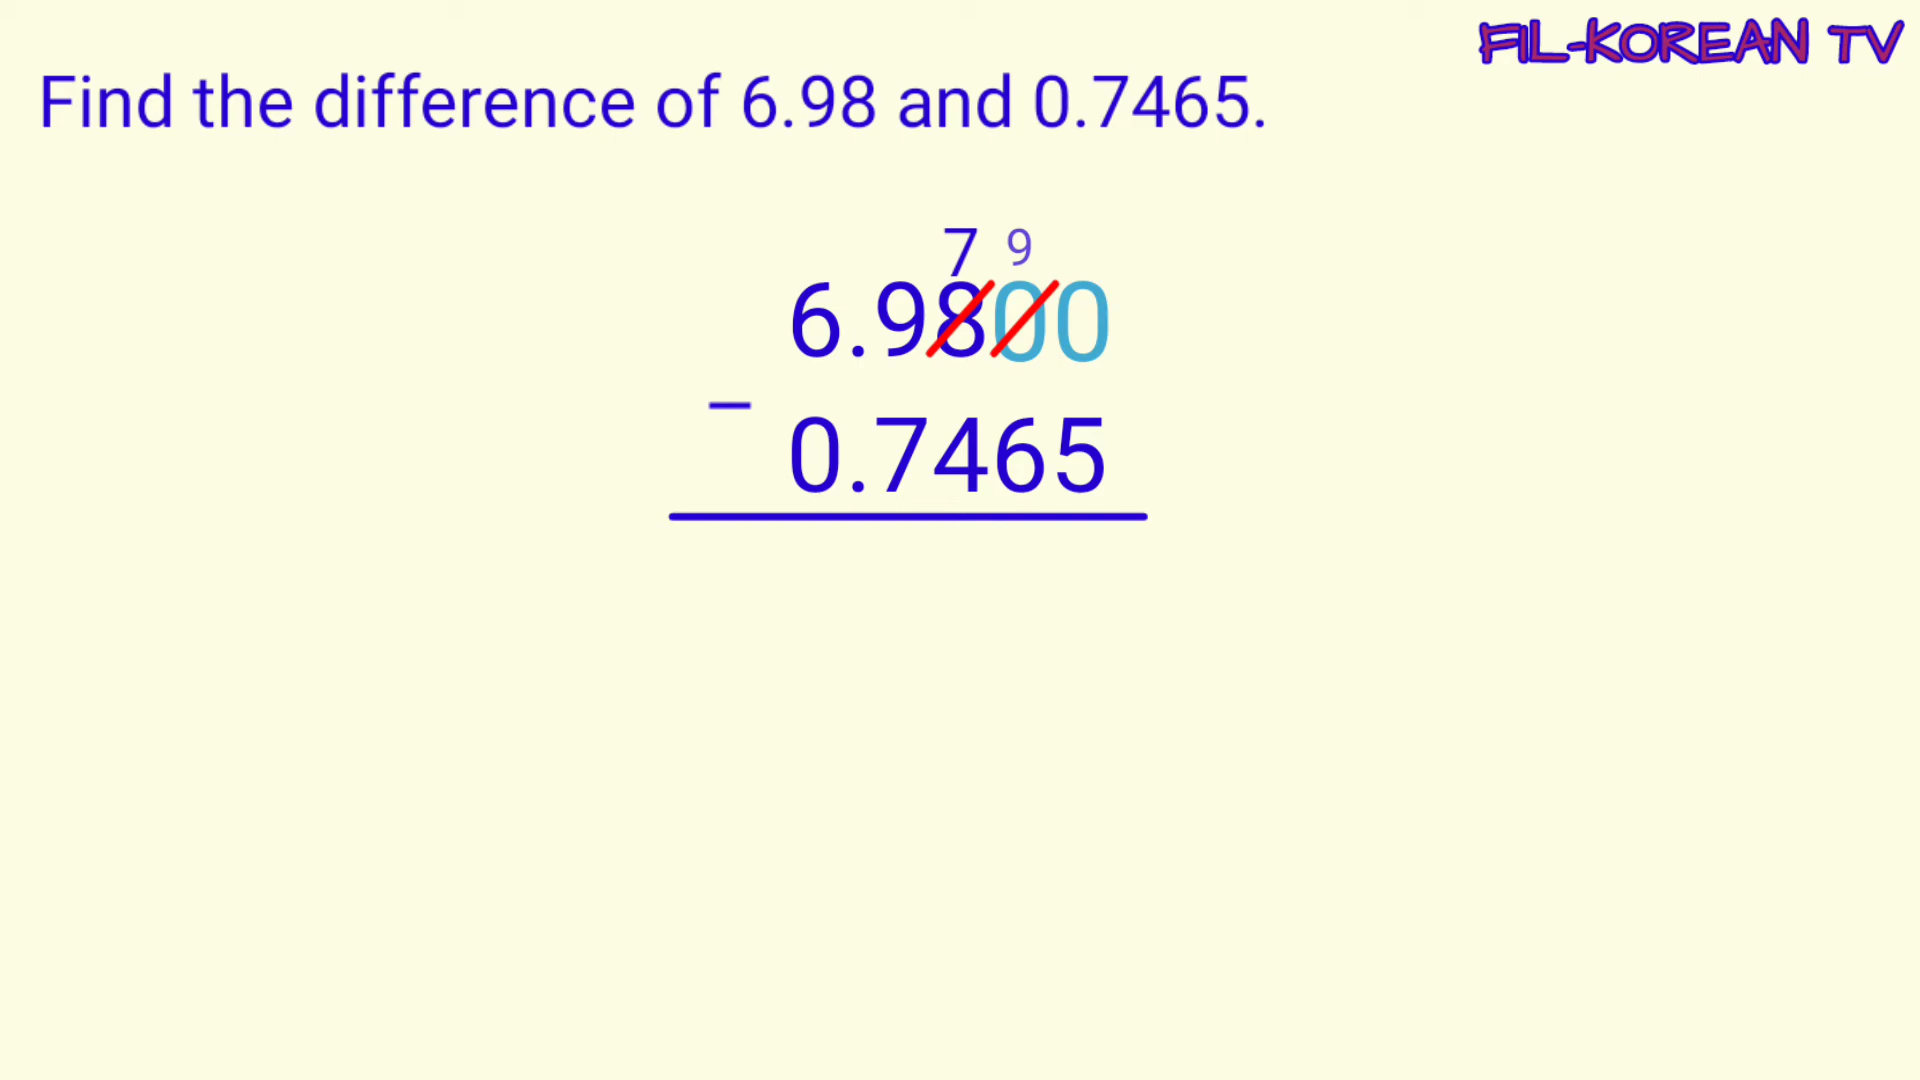 FIL-KOREAN TV
Find the difference of 6.98 and 0.7465.
7 9
6.9800
–
0.7465